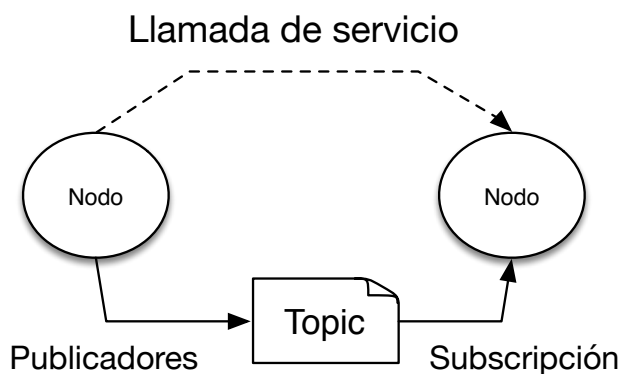 Llamada de servicio
Nodo
Nodo
Topic
Publicadores
Subscripción